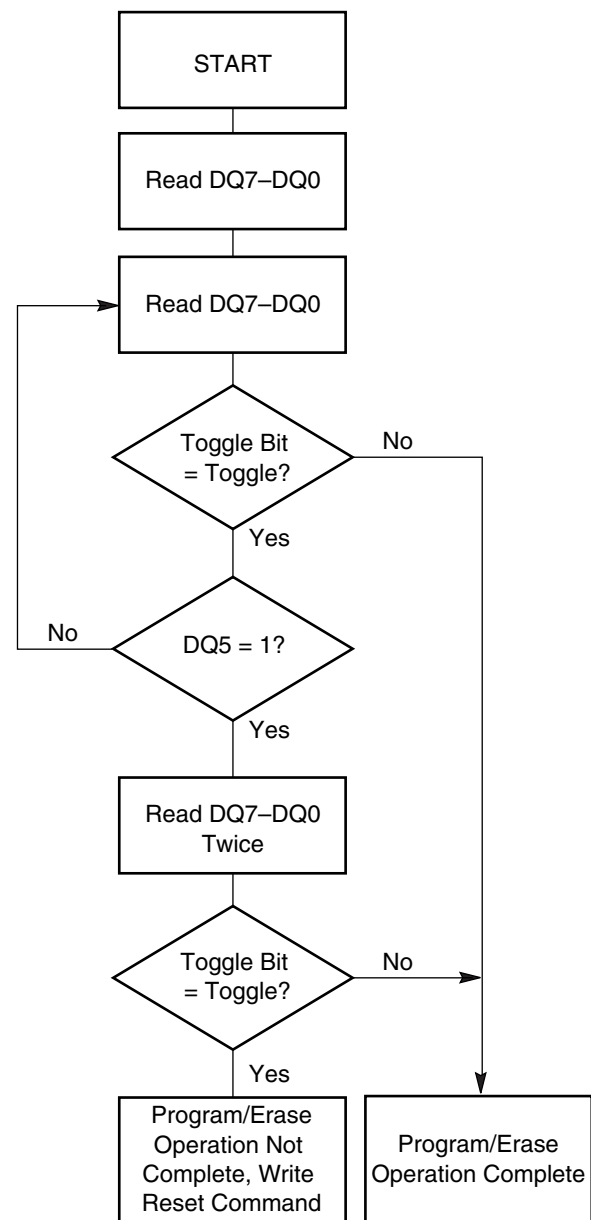 START
Read DQ7–DQ0
Read DQ7–DQ0
Toggle Bit
= Toggle?
No
Yes
No
DQ5 = 1?
Yes
Read DQ7–DQ0
Twice
Toggle Bit
= Toggle?
No
Yes
Program/Erase
Operation Not
Complete, Write
Reset Command
Program/Erase
Operation Complete